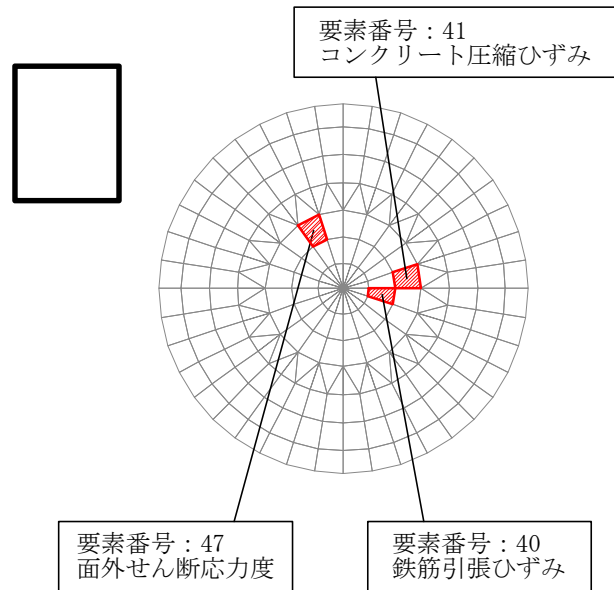 要素番号：41
コンクリート圧縮ひずみ
要素番号：47
面外せん断応力度
要素番号：40
鉄筋引張ひずみ